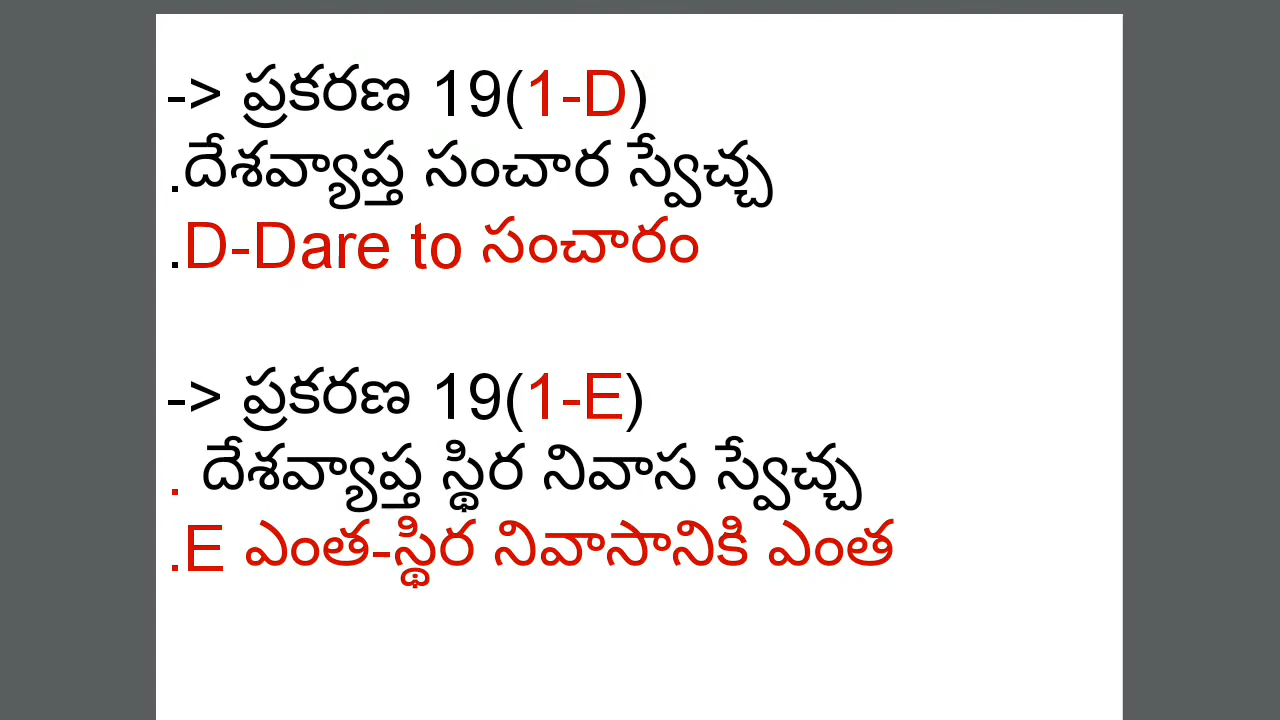 -> ప్రకరణ 19(1-D)
.దేశవ్యాప్త సంచార స్వేచ్చ
.D-Dare to సంచారం
-> ప్రకరణ 19(1-E)
. దేశవ్యాప్త స్థిర నివాస స్వేచ్చ
.E ఎంత-స్థిర నివాసానికి ఎంత